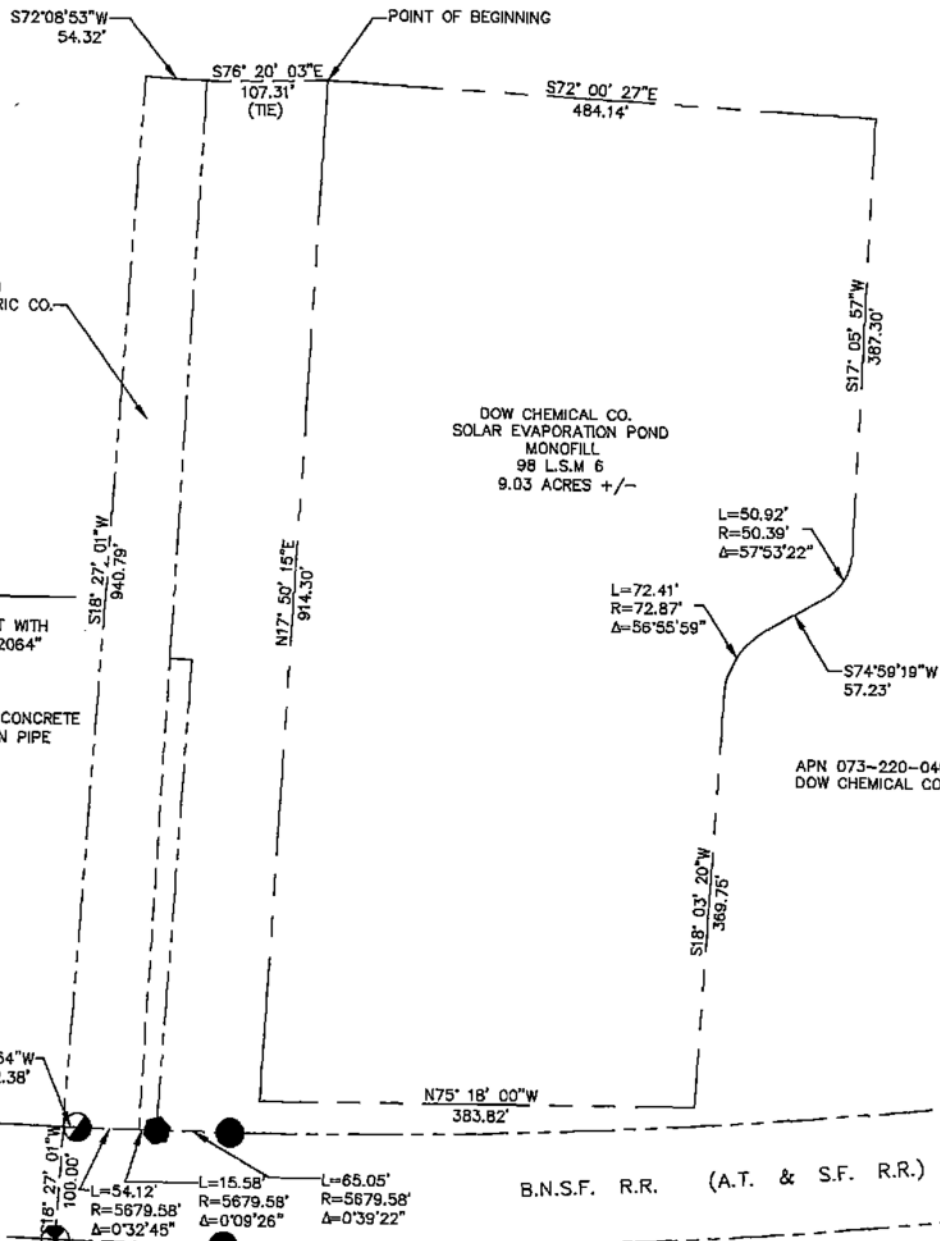 S72°08'53"W
54.32'
POINT OF BEGINNING
S76° 20' 03"E
107.31'
(TIE)
S72° 00' 27"E
484.14'
RIC CO.
S17° 05' 57"W
387.30'
DOW CHEMICAL CO.
SOLAR EVAPORATION POND
MONOFILL
98 L.S.M 6
9.03 ACRES +/-
L=50.92'
R=50.39'
Δ=57°53'22"
L=72.41'
R=72.87'
Δ=56°55'59"
S18° 27' 01"W
940.79'
N17° 50' 15"E
914.30'
T WITH
2064"
S74°59'19"W
57.23'
CONCRETE
N PIPE
APN 073-220-04
DOW CHEMICAL CO
S18° 03' 20"W
369.75'
54"W
2.38'
N75° 18' 00"W
383.82'
S18° 27' 01"W
100.00'
L=54.12'
R=5679.58'
Δ=0°32'45"
L=15.58'
R=5679.58'
Δ=0°09'26"
L=65.05'
R=5679.58'
Δ=0°39'22"
B.N.S.F. R.R. (A.T. & S.F. R.R.)